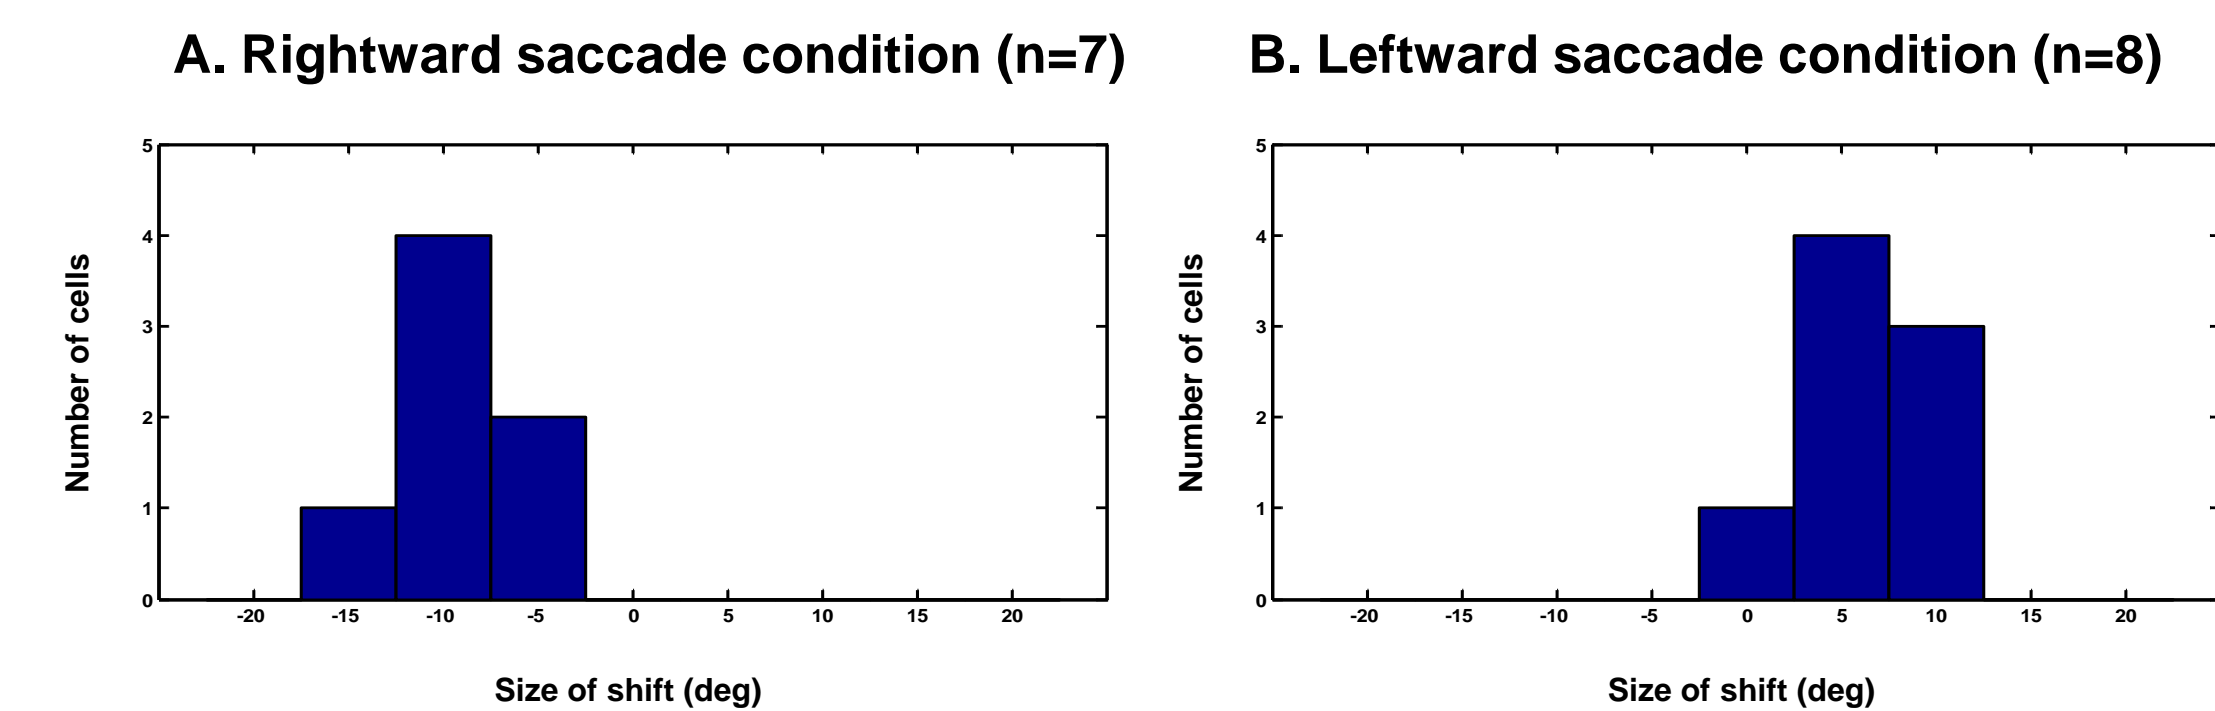 A. Rightward saccade condition (n=7)
5
4
3
2
1
0
Number of cells
-20 -15 -10 -5 0 5 10 15 20
Size of shift (deg)
B. Leftward saccade condition (n=8)
5
4
3
2
1
0
Number of cells
-20 -15 -10 -5 0 5 10 15 20
Size of shift (deg)